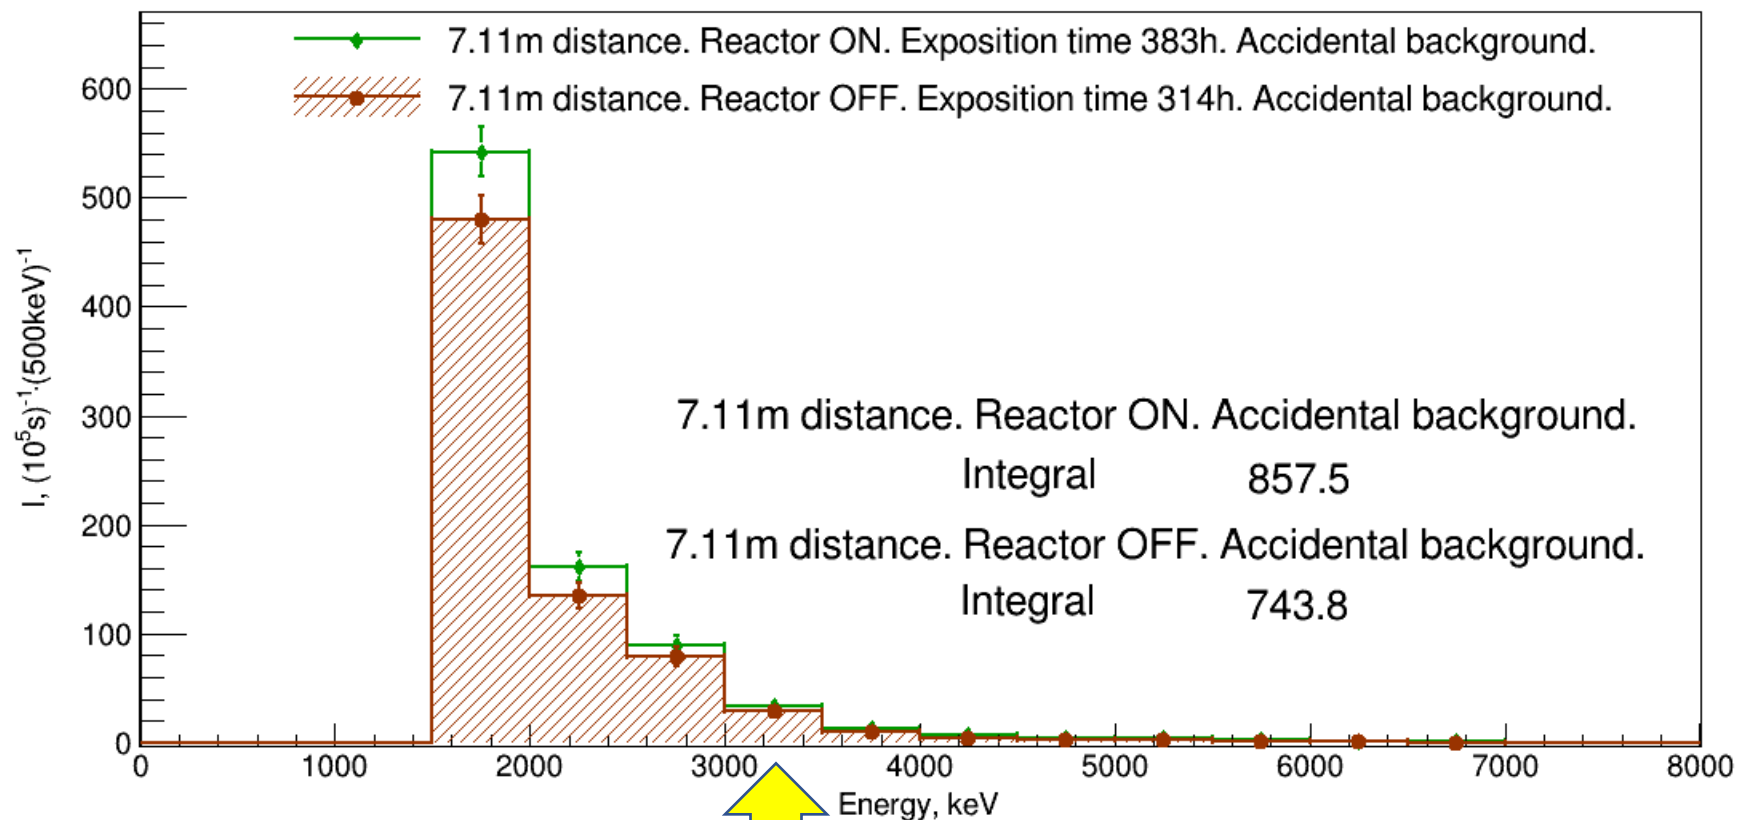 7.11m distance. Reactor ON. Exposition time 383h. Accidental background.
7.11m distance. Reactor OFF. Exposition time 314h. Accidental background.
I, (10⁵s)⁻¹·(500keV)⁻¹
600
500
400
300
200
100
0
7.11m distance. Reactor ON. Accidental background.
Integral 857.5
7.11m distance. Reactor OFF. Accidental background.
Integral 743.8
0 1000 2000 3000 4000 5000 6000 7000 8000
Energy, keV